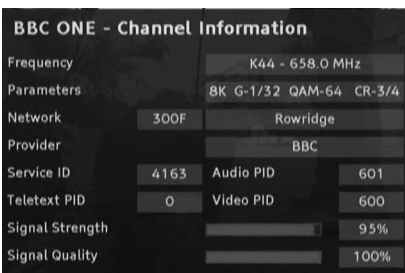 BBC ONE - Channel Information
Frequency K44 - 658.0 MHz
Parameters 8K G-1/32 QAM-64 CR-3/4
Network 300F Rowridge
Provider BBC
Service ID 4163 Audio PID 601
Teletext PID 0 Video PID 600
Signal Strength 95%
Signal Quality 100%